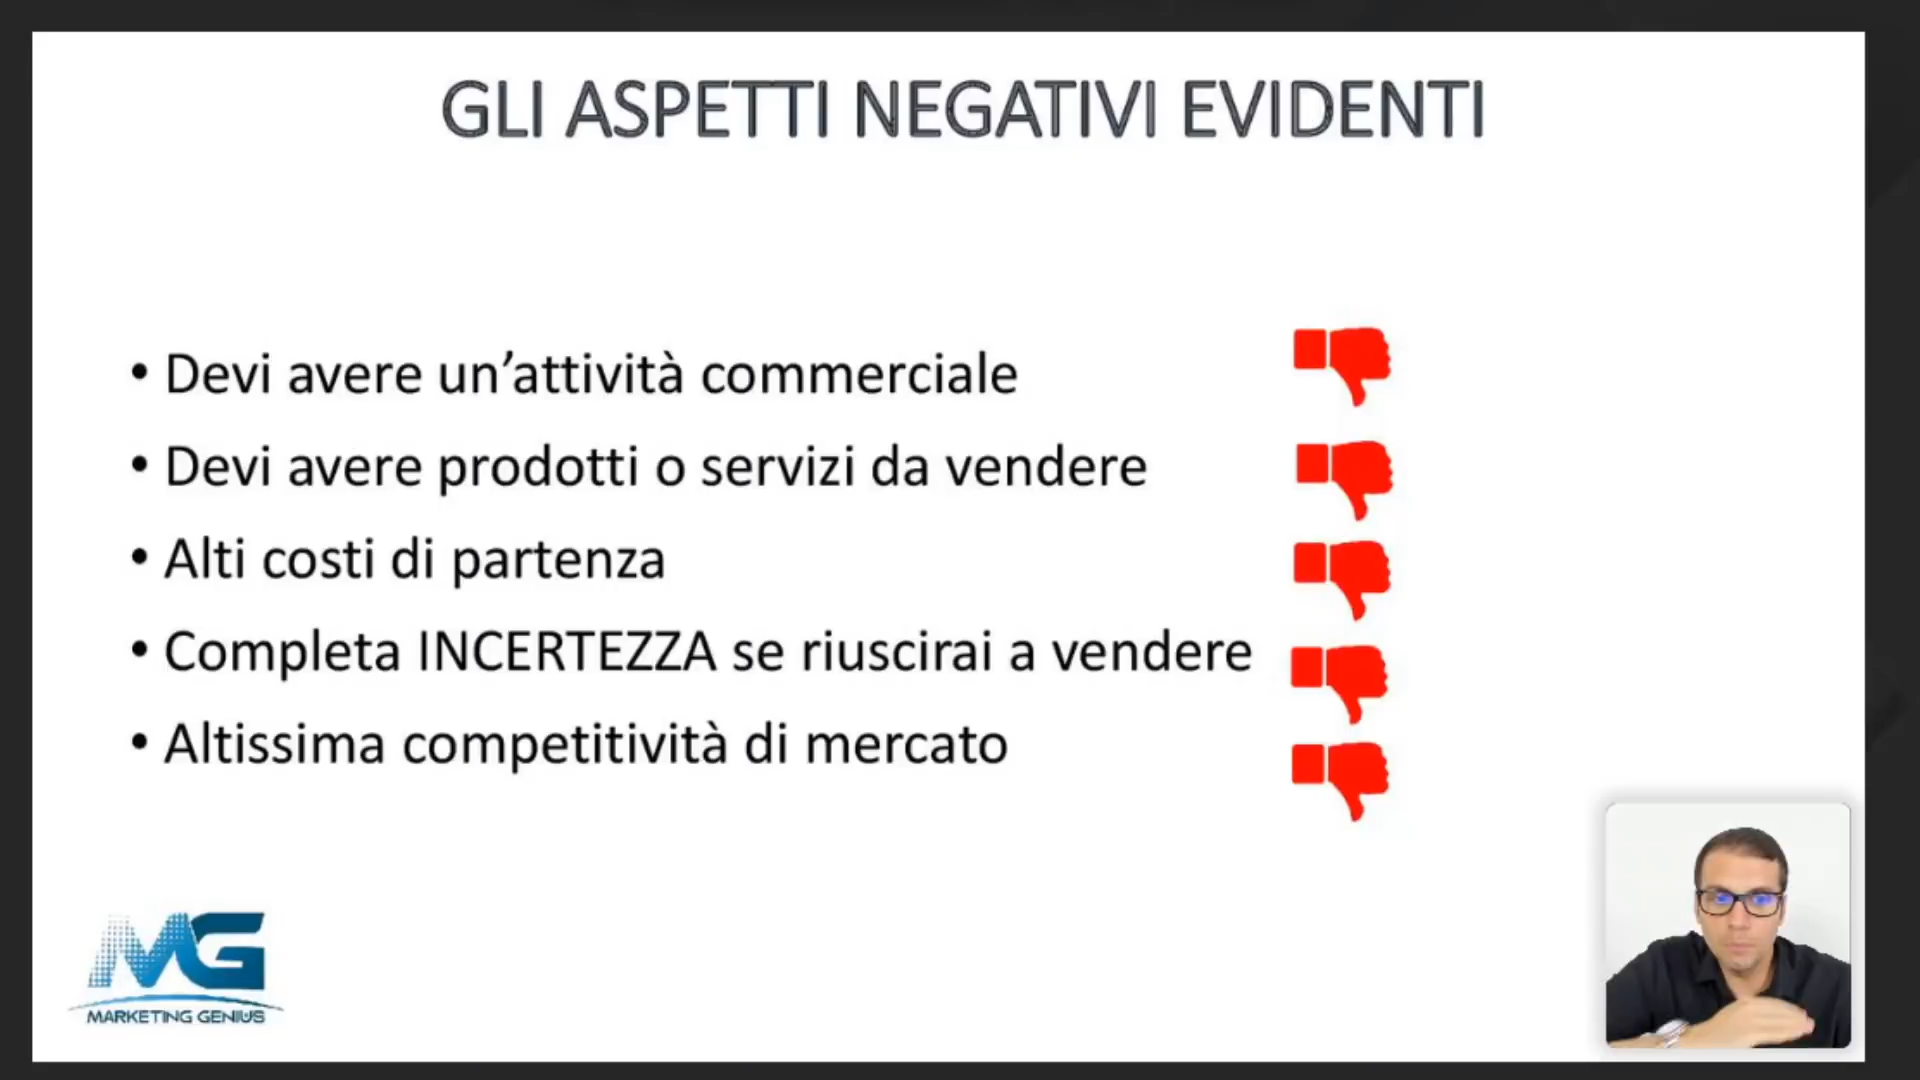 GLI ASPETTI NEGATIVI EVIDENTI
• Devi avere un’attività commerciale
• Devi avere prodotti o servizi da vendere
• Alti costi di partenza
• Completa INCERTEZZA se riuscirai a vendere
• Altissima competitività di mercato
MG
MARKETING GENIUS